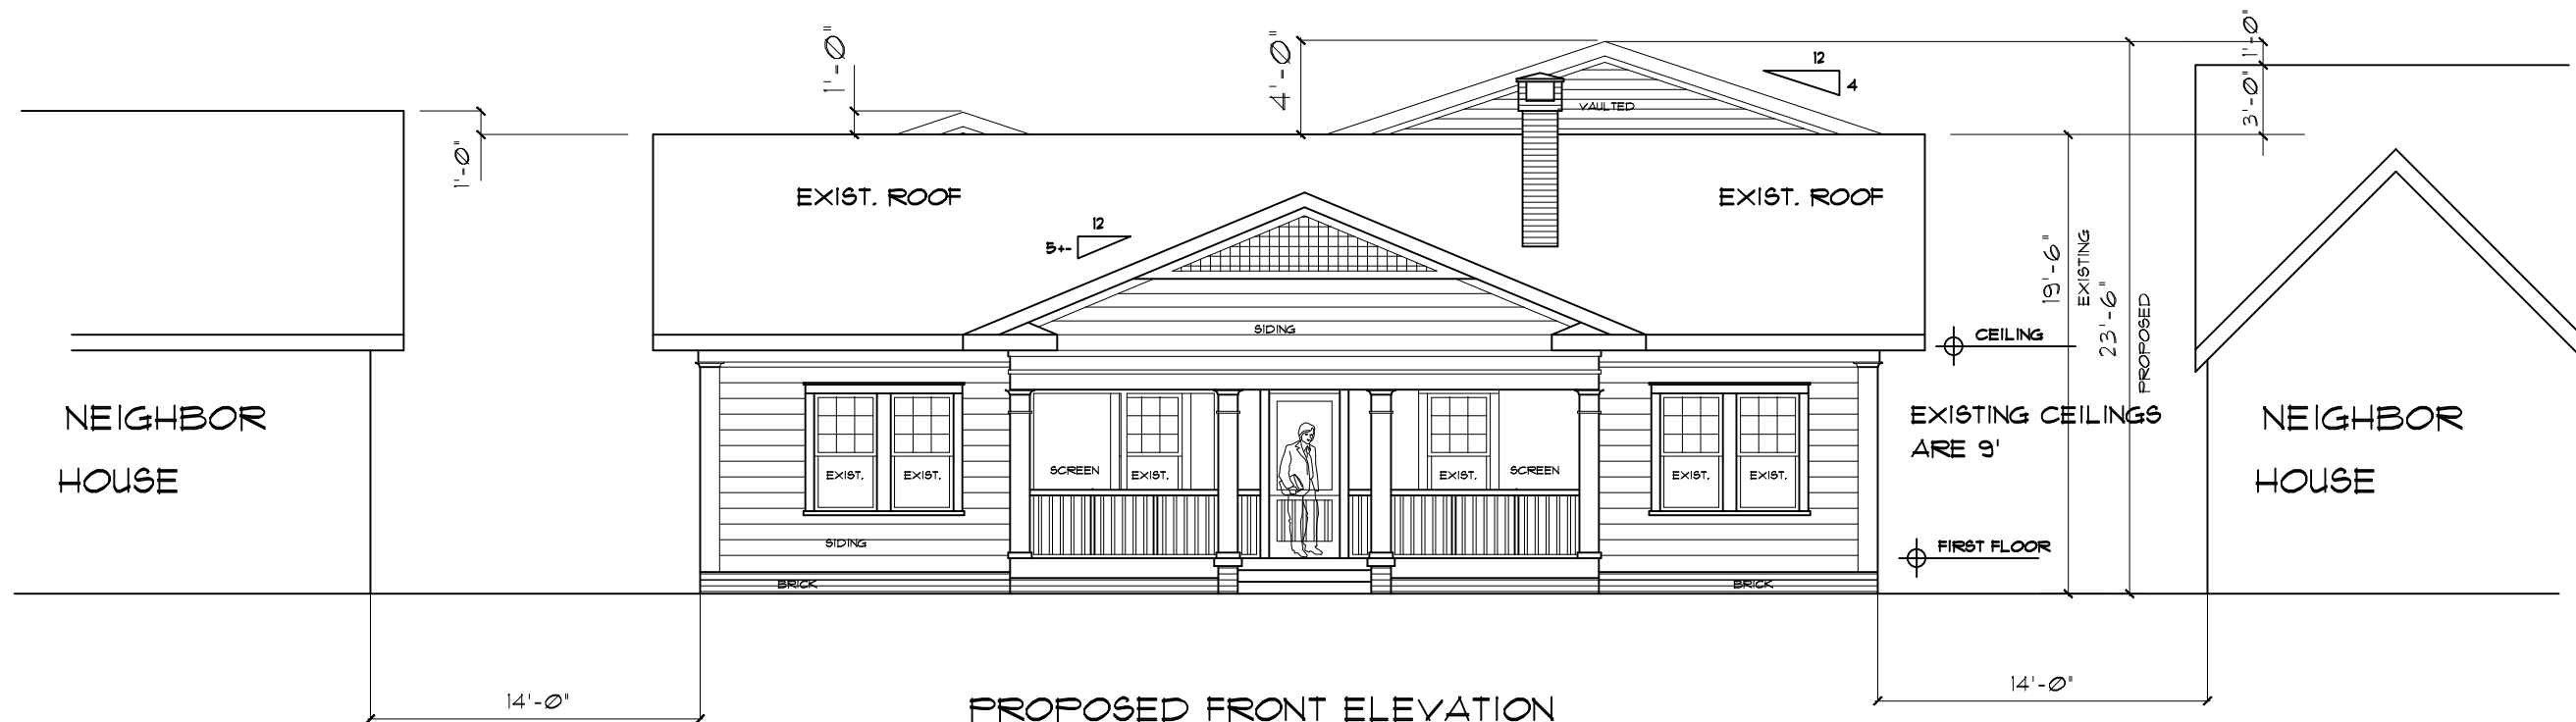 1'-0"
4'-0"
12
4
VAULTED
1'-0"
3'-0"
1'-0"
EXIST. ROOF
EXIST. ROOF
12
5+-
19'-6"
EXISTING
23'-6"
PROPOSED
SIDING
CEILING
NEIGHBOR
HOUSE
EXISTING CEILINGS
ARE 9'
NEIGHBOR
HOUSE
EXIST.
EXIST.
SCREEN
EXIST.
EXIST.
SCREEN
EXIST.
EXIST.
SIDING
FIRST FLOOR
BRICK
BRICK
14'-0"
14'-0"
PROPOSED FRONT ELEVATION